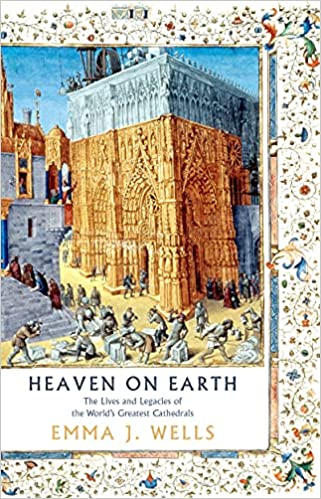 HEAVEN ON EARTH
The Lives and Legacies of
the World's Greatest Cathedrals
EMMA J. WELLS